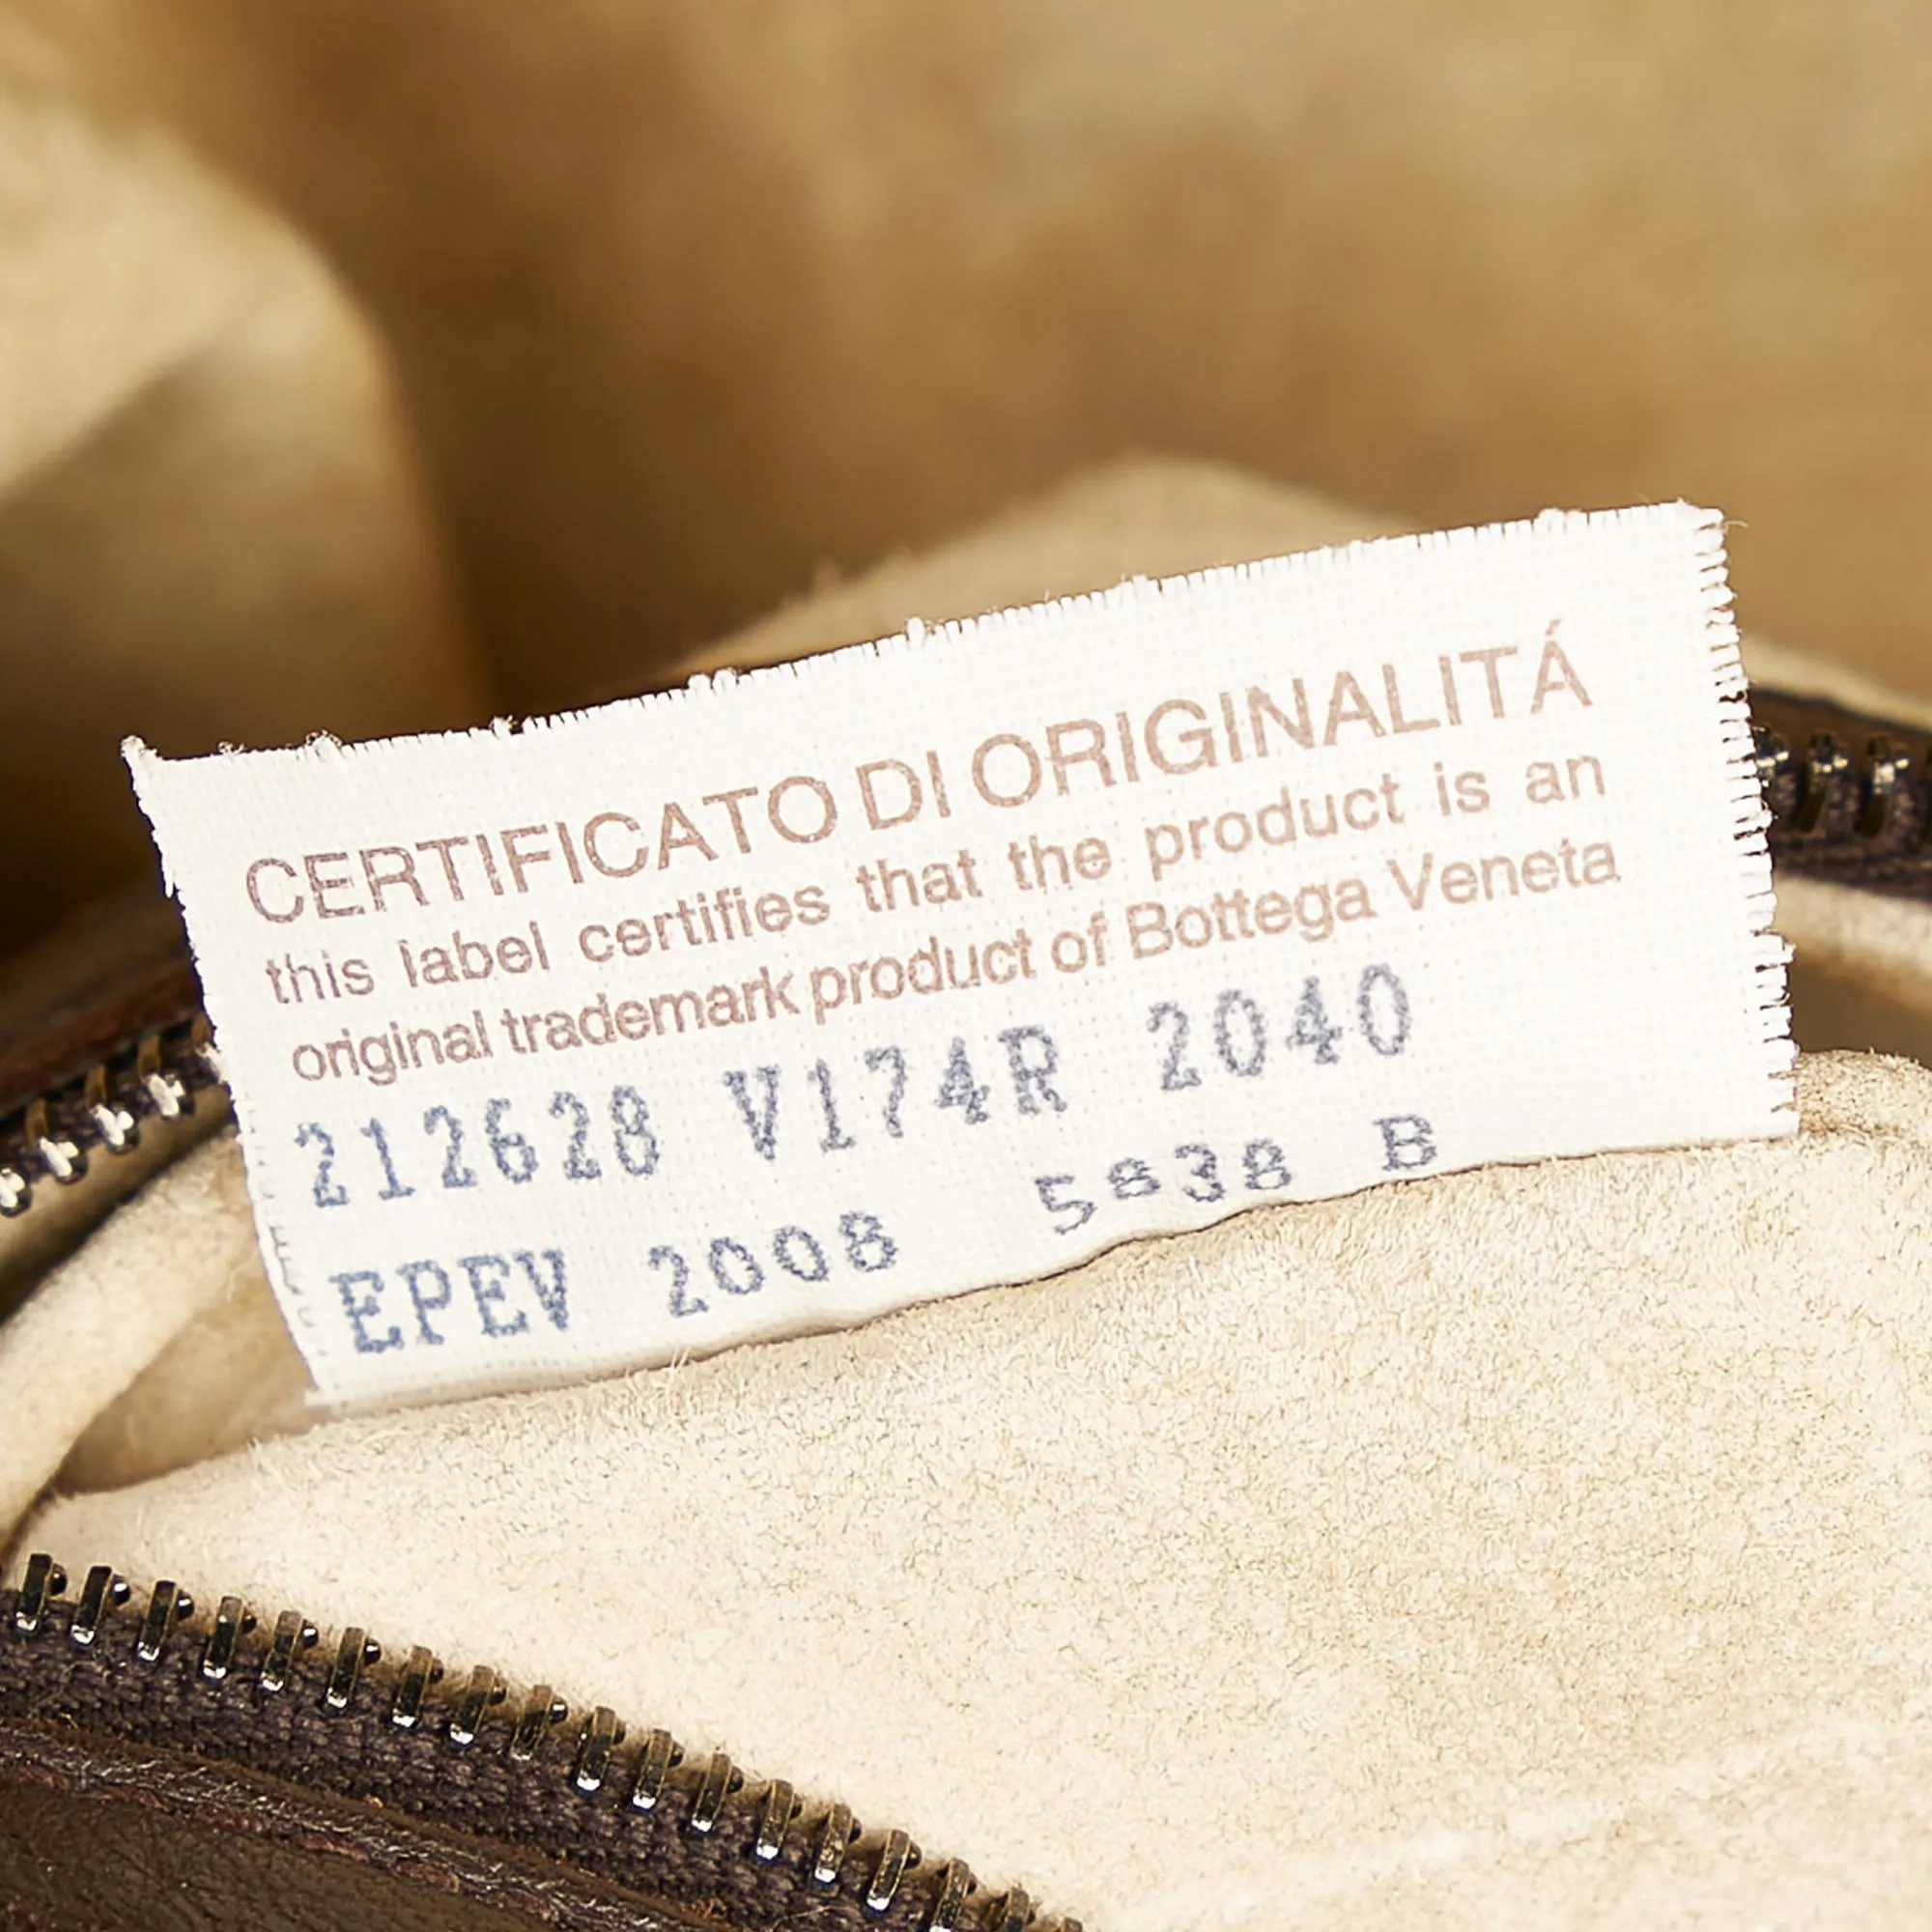 CERTIFICATO DI ORIGINALITÁ
this label certifies that the product is an
original trademark product of Bottega Veneta
212628 V174R 2040
EPEV 2008 5838 B